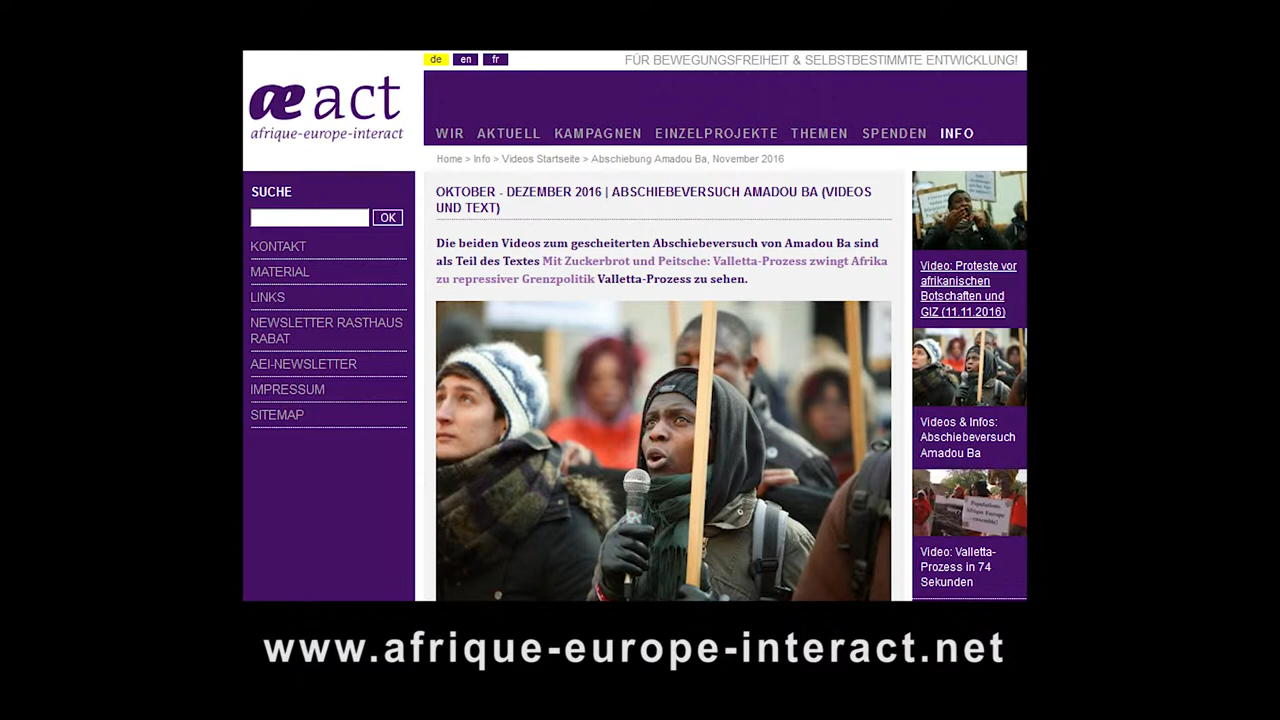 de en fr
FÜR BEWEGUNGSFREIHEIT & SELBSTBESTIMMTE ENTWICKLUNG!
æ act
afrique-europe-interact
WIR AKTUELL KAMPAGNEN EINZELPROJEKTE THEMEN SPENDEN INFO
Home > Info > Videos Startseite > Abschiebung Amadou Ba, November 2016
SUCHE
OK
KONTAKT
MATERIAL
LINKS
NEWSLETTER RASTHAUS
RABAT
AEI-NEWSLETTER
IMPRESSUM
SITEMAP
OKTOBER - DEZEMBER 2016 | ABSCHIEBEVERSUCH AMADOU BA (VIDEOS
UND TEXT)
Die beiden Videos zum gescheiterten Abschiebeversuch von Amadou Ba sind
als Teil des Textes Mit Zuckerbrot und Peitsche: Valletta-Prozess zwingt Afrika
zu repressiver Grenzpolitik Valletta-Prozess zu sehen.
Video: Proteste vor
afrikanischen
Botschaften und
GIZ (11.11.2016)
Videos & Infos:
Abschiebeversuch
Amadou Ba
Populations
Afrique Europe
ensemble!
Video: Valletta-
Prozess in 74
Sekunden
www.afrique-europe-interact.net